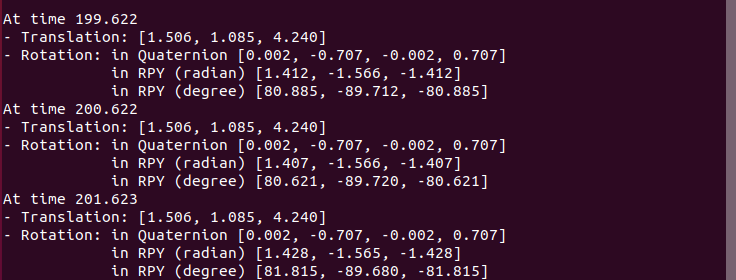 At time 199.622
- Translation: [1.506, 1.085, 4.240]
- Rotation: in Quaternion [0.002, -0.707, -0.002, 0.707]
            in RPY (radian) [1.412, -1.566, -1.412]
            in RPY (degree) [80.885, -89.712, -80.885]
At time 200.622
- Translation: [1.506, 1.085, 4.240]
- Rotation: in Quaternion [0.002, -0.707, -0.002, 0.707]
            in RPY (radian) [1.407, -1.566, -1.407]
            in RPY (degree) [80.621, -89.720, -80.621]
At time 201.623
- Translation: [1.506, 1.085, 4.240]
- Rotation: in Quaternion [0.002, -0.707, -0.002, 0.707]
            in RPY (radian) [1.428, -1.565, -1.428]
            in RPY (degree) [81.815, -89.680, -81.815]